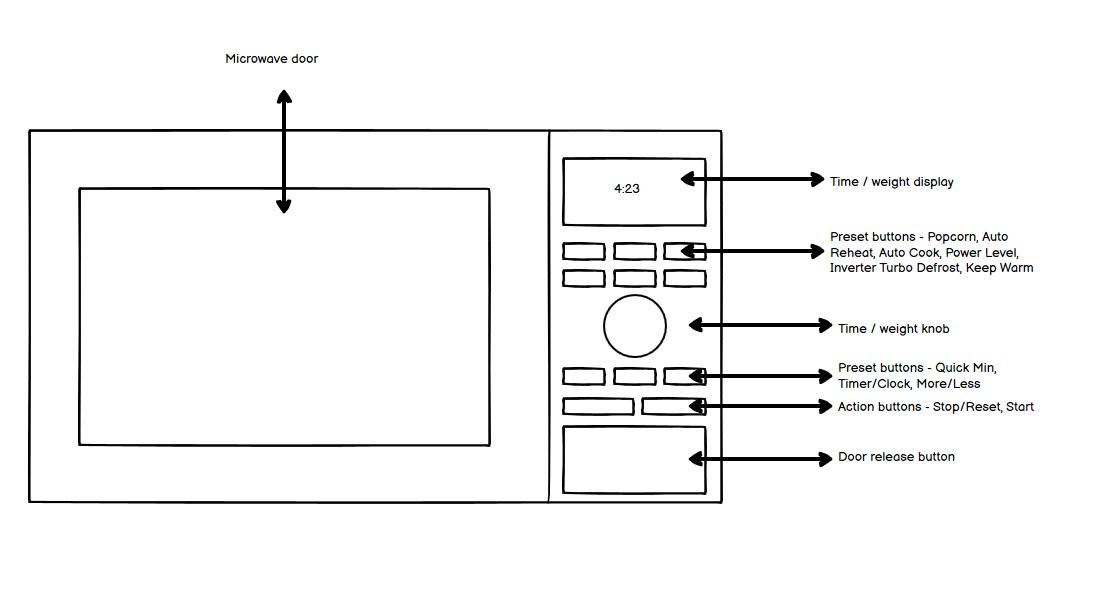 Microwave door
4:23
Time / weight display
Preset buttons - Popcorn, Auto
Reheat, Auto Cook, Power Level,
Inverter Turbo Defrost, Keep Warm
Time / weight knob
Preset buttons - Quick Min,
Timer/Clock, More/Less
Action buttons - Stop/Reset, Start
Door release button